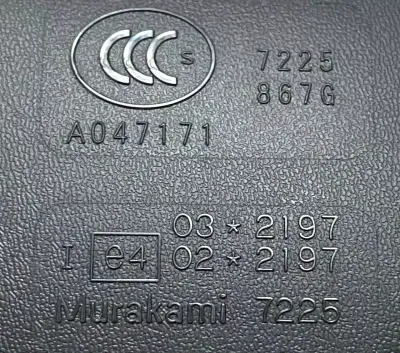 CCC S 7225
867G
A047171
03 * 2197
I e4 02 * 2197
Murakami 7225